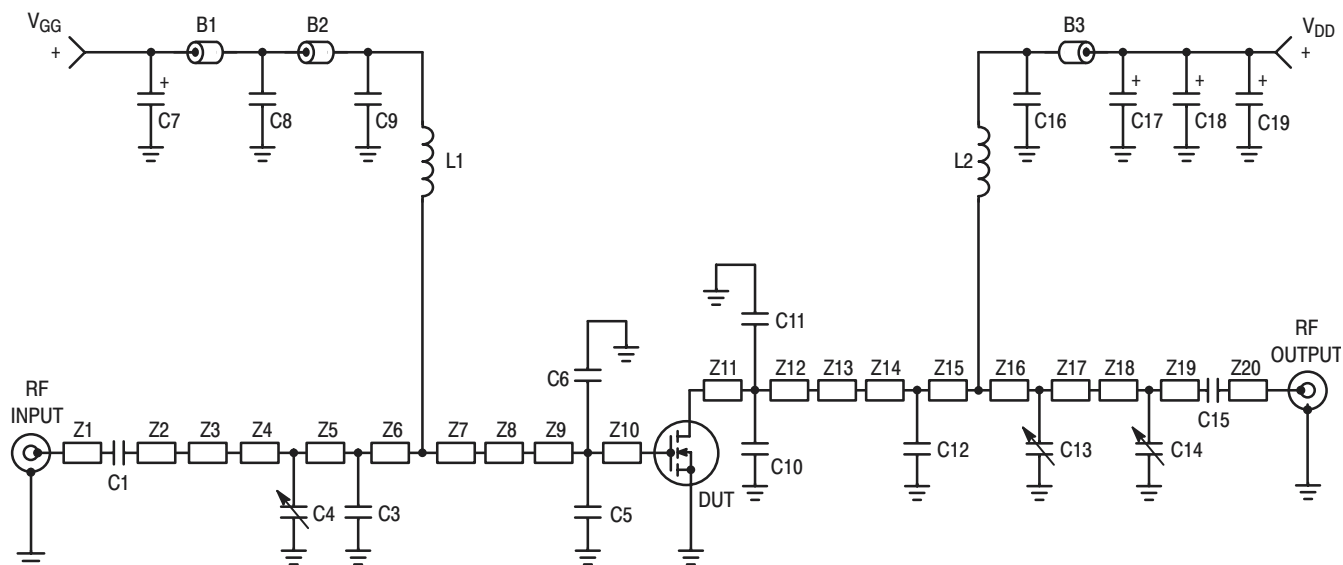 VGG
+
B1
B2
B3
VDD
+
+
C7
C8
C9
C16
+
C17
+
C18
+
C19
L1
L2
C11
C6
RF
INPUT
Z1
C1
Z2
Z3
Z4
Z5
Z6
Z7
Z8
Z9
Z10
Z11
Z12
Z13
Z14
Z15
Z16
Z17
Z18
Z19
C15
Z20
RF
OUTPUT
C4
C3
C5
DUT
C10
C12
C13
C14